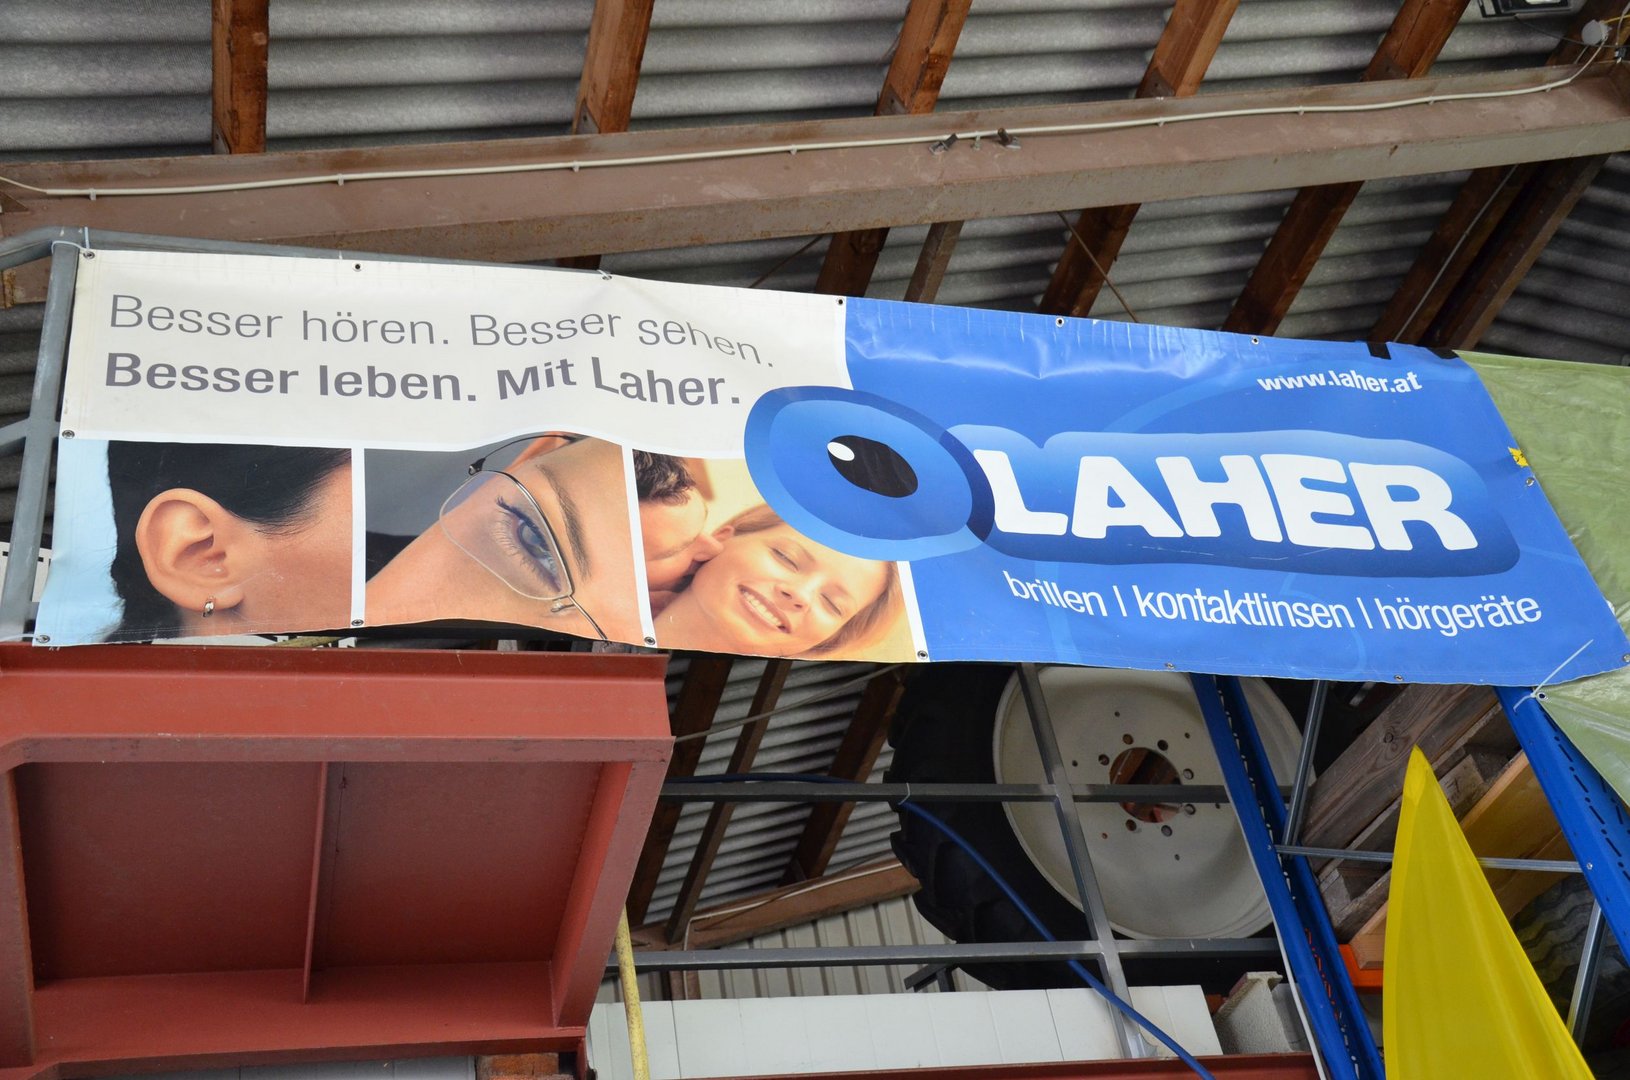 Besser hören. Besser sehen.
Besser leben. Mit Laher.
www.laher.at
LAHER
brillen | kontaktlinsen | hörgeräte